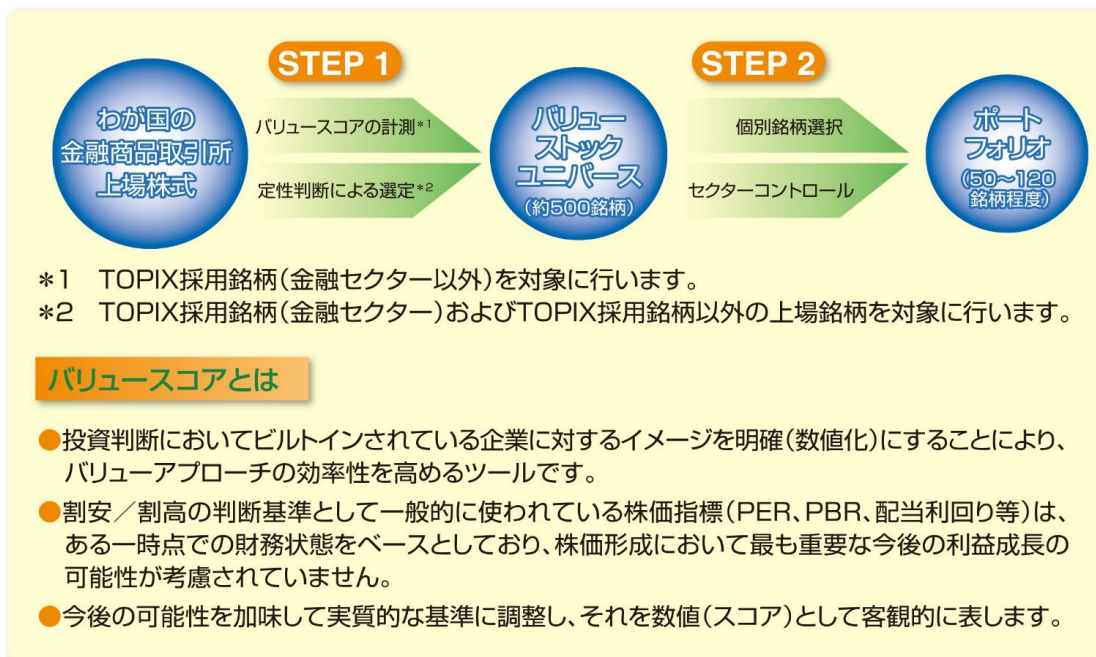 STEP 1
STEP 2
わが国の
金融商品取引所
上場株式
バリュースコアの計測*1
定性判断による選定*2
バリュー
ストック
ユニバース
(約500銘柄)
個別銘柄選択
セクターコントロール
ポート
フォリオ
(50〜120
銘柄程度)
*1 TOPIX採用銘柄(金融セクター以外)を対象に行います。
*2 TOPIX採用銘柄(金融セクター)およびTOPIX採用銘柄以外の上場銘柄を対象に行います。
バリュースコアとは
●投資判断においてビルトインされている企業に対するイメージを明確(数値化)にすることにより、
バリューアプローチの効率性を高めるツールです。
●割安／割高の判断基準として一般的に使われている株価指標(PER、PBR、配当利回り等)は、
ある一時点での財務状態をベースとしており、株価形成において最も重要な今後の利益成長の
可能性が考慮されていません。
●今後の可能性を加味して実質的な基準に調整し、それを数値(スコア)として客観的に表します。